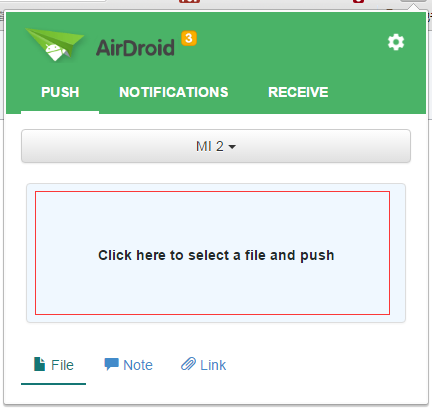 AirDroid 3
PUSH NOTIFICATIONS RECEIVE
MI 2
Click here to select a file and push
File Note Link